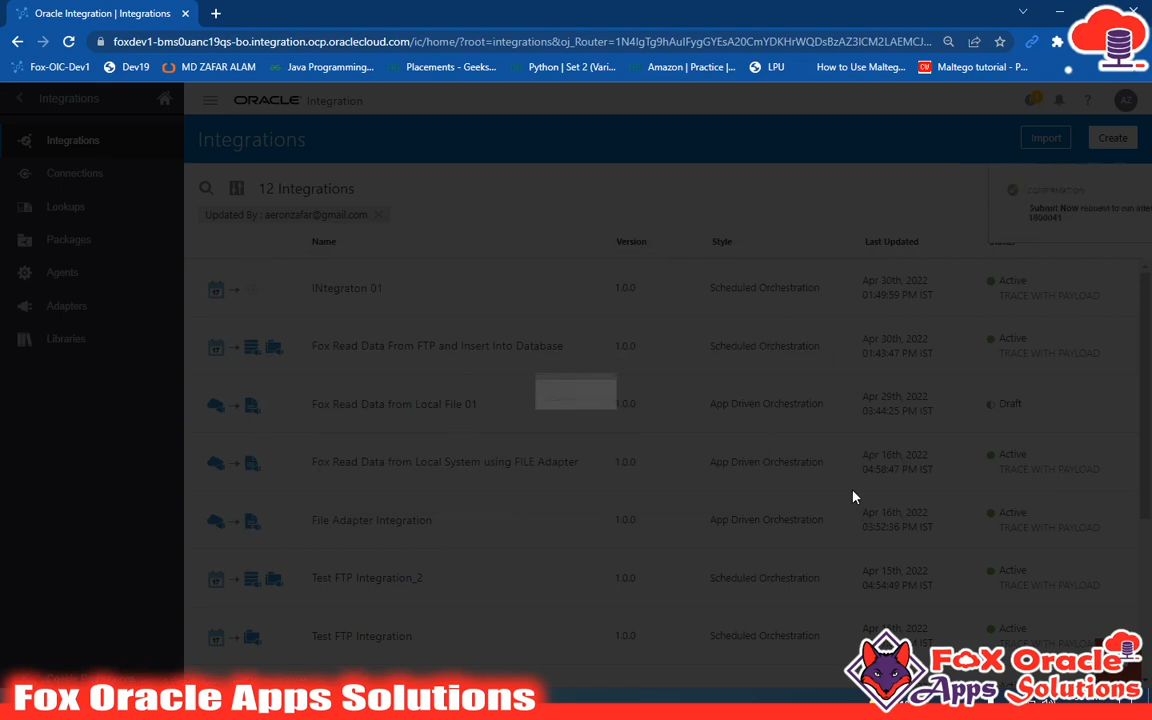 Oracle Integration | Integrations
foxdev1-bms0uanc19qs-bo.integration.ocp.oraclecloud.com/ic/home/?root=integrations&oj_Router=1N4IgTg9hAuIFygGYEsA20CmYDKHrWQDsBzAZ3ICM2LAEMCJ...
Fox-OIC-Dev1 Dev19 MD ZAFAR ALAM Java Programming... Placements - Geeks... Python | Set 2 (Vari... Amazon | Practice |... LPU How to Use Malteg... Maltego tutorial - P...
Integrations
ORACLE Integration
AZ
Integrations
Integrations
Import
Create
Connections
Lookups
Packages
Agents
Adapters
Libraries
12 Integrations
Updated By : aeronzafar@gmail.com
CONFIRMATION
Submit Now request to run inte
Name Version Style Last Updated Status
INtegraton 01 1.0.0 Scheduled Orchestration Apr 30th, 2022 Active
01:49:59 PM IST TRACE WITH PAYLOAD
Fox Read Data From FTP and Insert Into Database 1.0.0 Scheduled Orchestration Apr 30th, 2022 Active
01:43:47 PM IST TRACE WITH PAYLOAD
Fox Read Data from Local File 01 1.0.0 App Driven Orchestration Apr 29th, 2022 Draft
03:44:25 PM IST
Fox Read Data from Local System using FILE Adapter 1.0.0 App Driven Orchestration Apr 16th, 2022 Active
04:58:47 PM IST TRACE WITH PAYLOAD
File Adapter Integration 1.0.0 App Driven Orchestration Apr 16th, 2022 Active
03:52:36 PM IST TRACE WITH PAYLOAD
Test FTP Integration_2 1.0.0 Scheduled Orchestration Apr 15th, 2022 Active
04:54:49 PM IST TRACE WITH PAYLOAD
Test FTP Integration 1.0.0 Scheduled Orchestration Active
Fox Oracle Apps Solutions
FOX Oracle
Apps Solutions